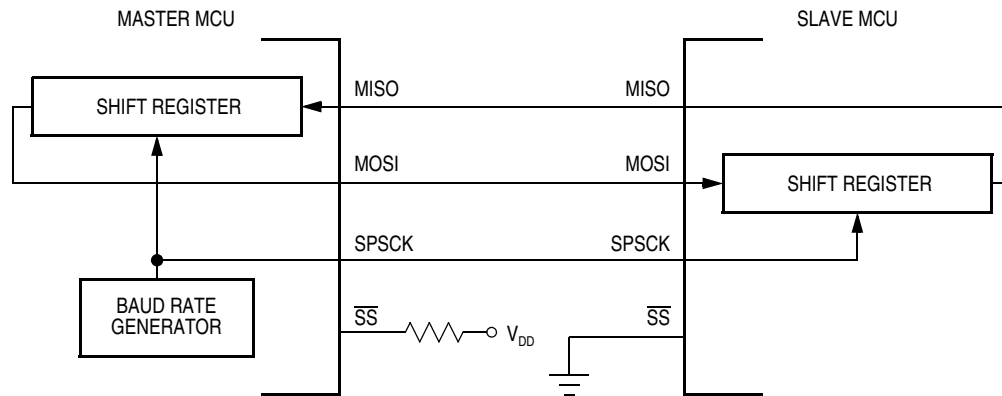 MASTER MCU
SLAVE MCU
SHIFT REGISTER
MISO
MISO
MOSI
MOSI
SHIFT REGISTER
SPSCK
SPSCK
BAUD RATE
GENERATOR
SS
VDD
SS